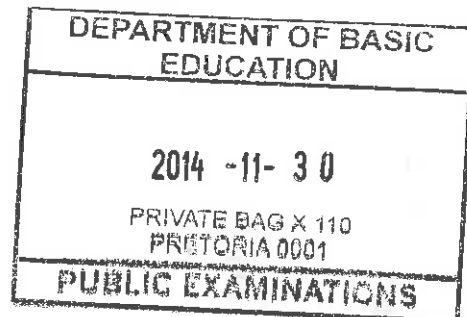 DEPARTMENT OF BASIC
EDUCATION
2014 -11- 30
PRIVATE BAG X 110
PRETORIA 0001
PUBLIC EXAMINATIONS